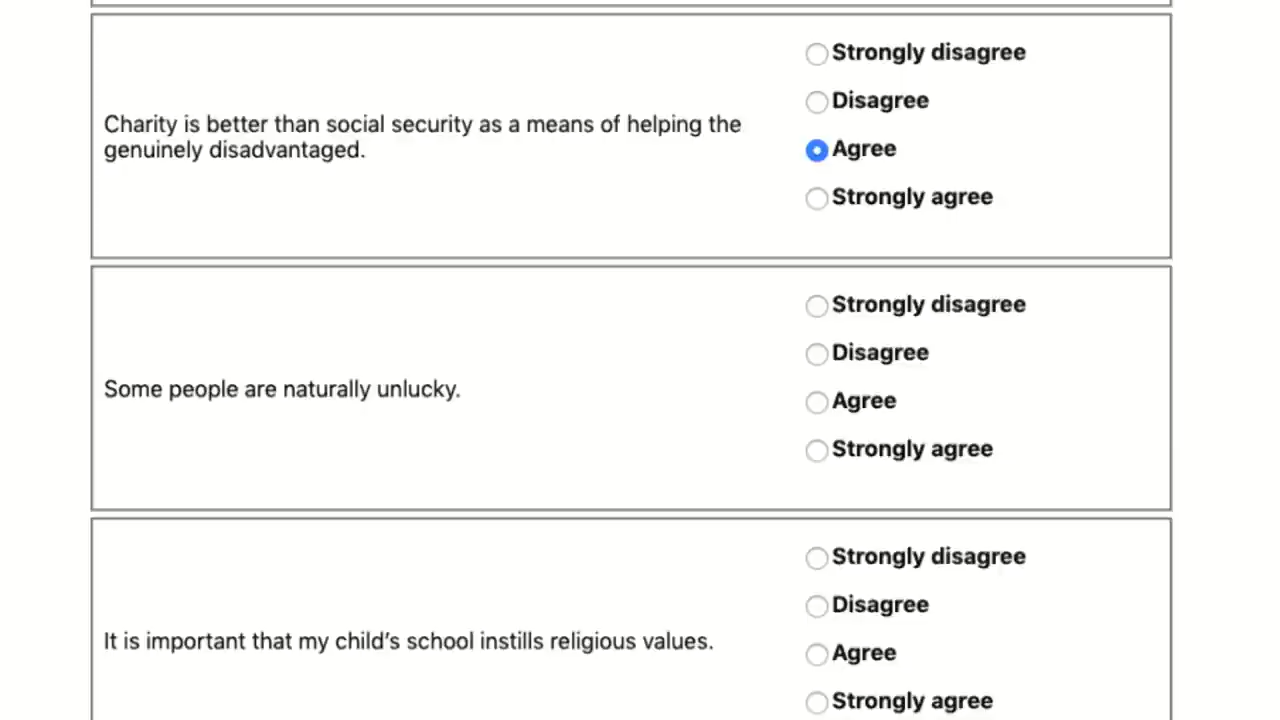 Charity is better than social security as a means of helping the
genuinely disadvantaged.
Strongly disagree
Disagree
Agree
Strongly agree
Some people are naturally unlucky.
Strongly disagree
Disagree
Agree
Strongly agree
It is important that my child’s school instills religious values.
Strongly disagree
Disagree
Agree
Strongly agree